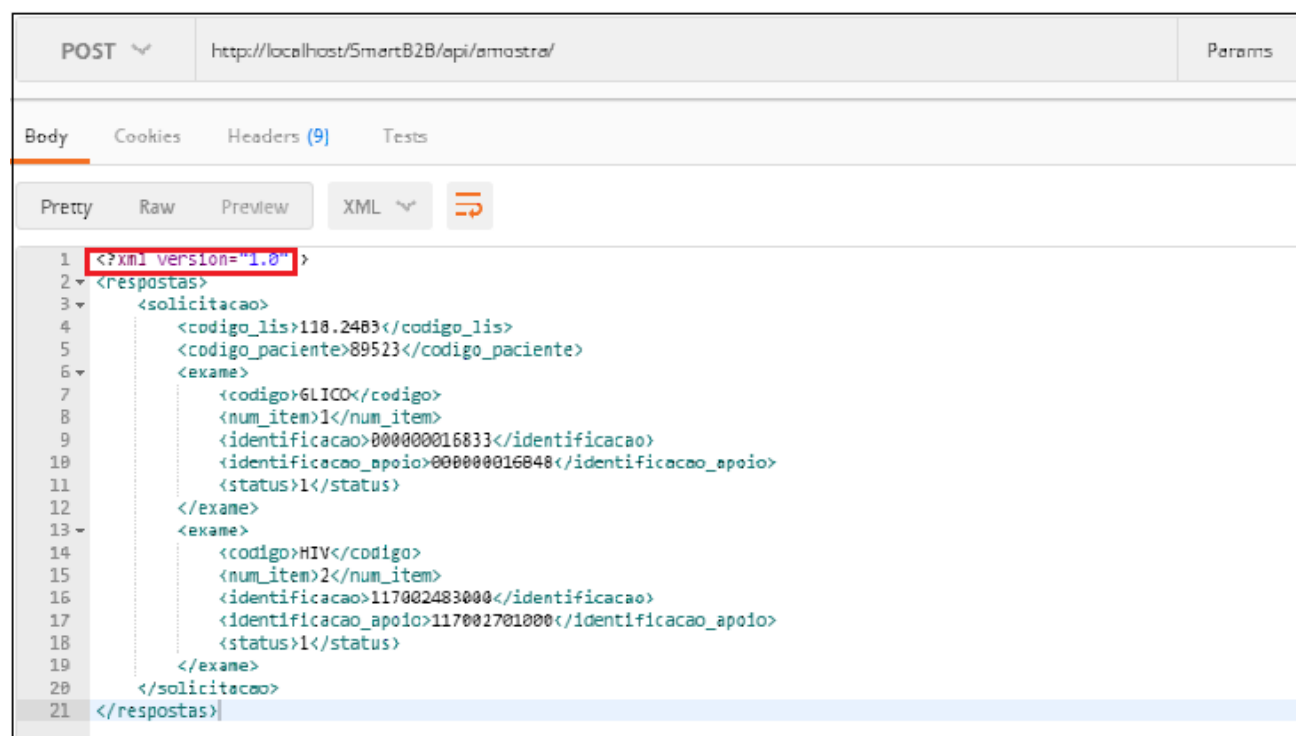 POST http://localhost/SmartB2B/api/amostra/ Params
Body Cookies Headers (9) Tests
Pretty Raw Preview XML
1 <?xml version="1.0" >
2 <respostas>
3 <solicitacao>
4 <codigo_lis>118.2483</codigo_lis>
5 <codigo_paciente>89523</codigo_paciente>
6 <exame>
7 <codigo>GLICO</codigo>
8 <num_item>1</num_item>
9 <identificacao>000000016833</identificacao>
10 <identificacao_apoio>000000016848</identificacao_apoio>
11 <status>1</status>
12 </exame>
13 <exame>
14 <codigo>HIV</codigo>
15 <num_item>2</num_item>
16 <identificacao>117002483000</identificacao>
17 <identificacao_apoio>117002701000</identificacao_apoio>
18 <status>1</status>
19 </exame>
20 </solicitacao>
21 </respostas>